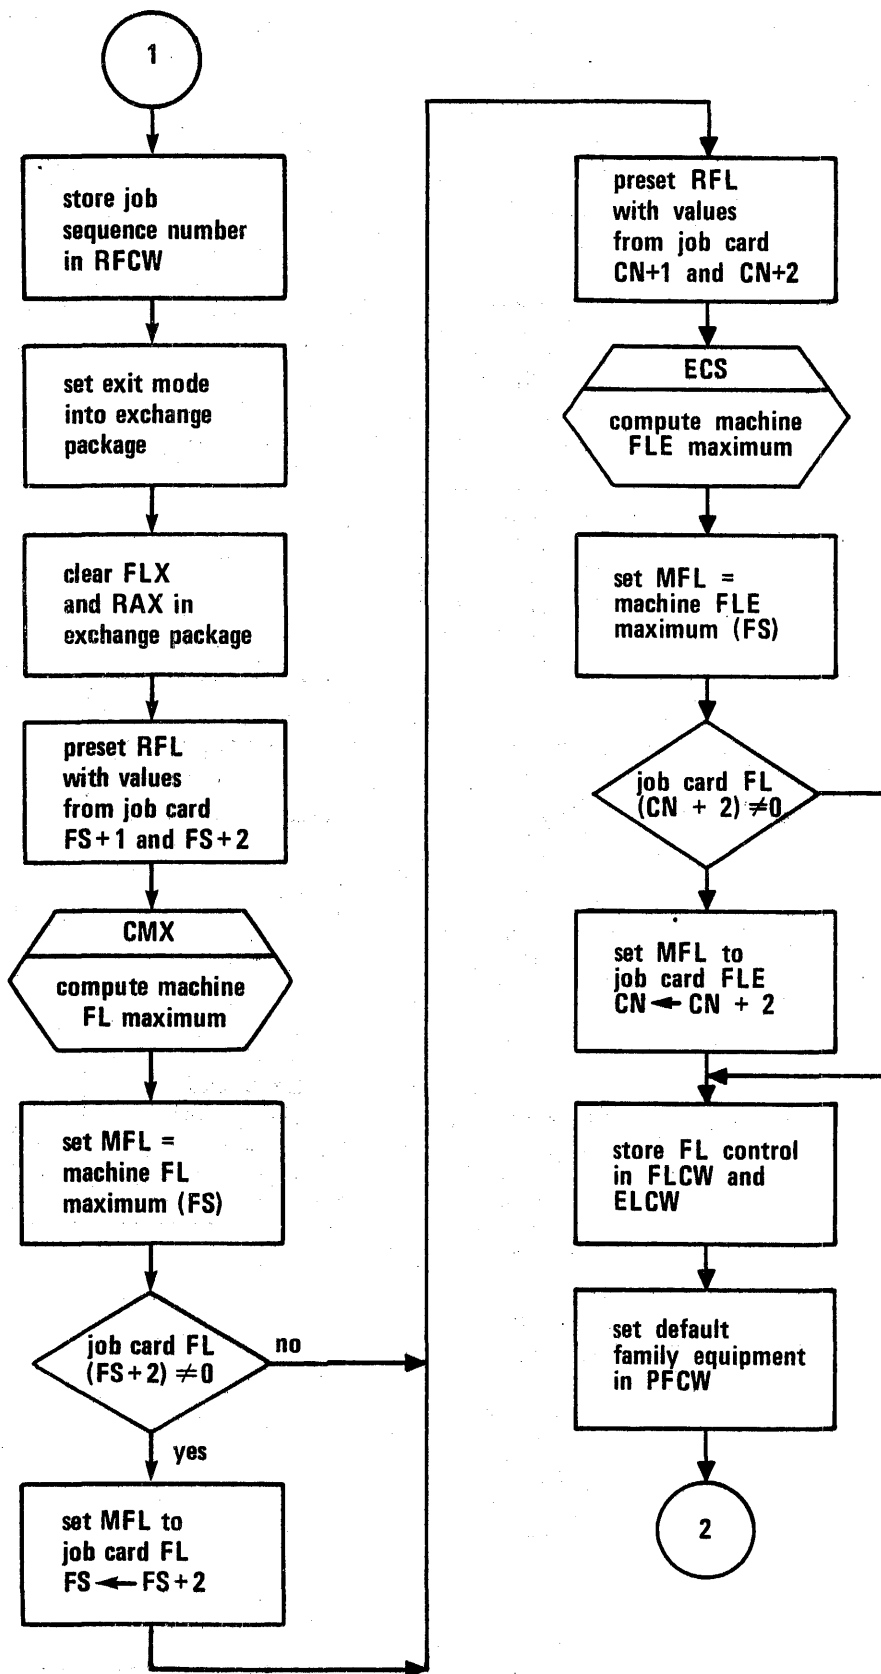 1
store job
sequence number
in RFCW
set exit mode
into exchange
package
clear FLX
and RAX in
exchange package
preset RFL
with values
from job card
FS+1 and FS+2
CMX
compute machine
FL maximum
set MFL =
machine FL
maximum (FS)
job card FL
(FS+2) ≠0
no
yes
set MFL to
job card FL
FS ← FS+2
preset RFL
with values
from job card
CN+1 and CN+2
ECS
compute machine
FLE maximum
set MFL =
machine FLE
maximum (FS)
job card FL
(CN + 2) ≠0
set MFL to
job card FLE
CN ← CN + 2
store FL control
in FLCW and
ELCW
set default
family equipment
in PFCW
2